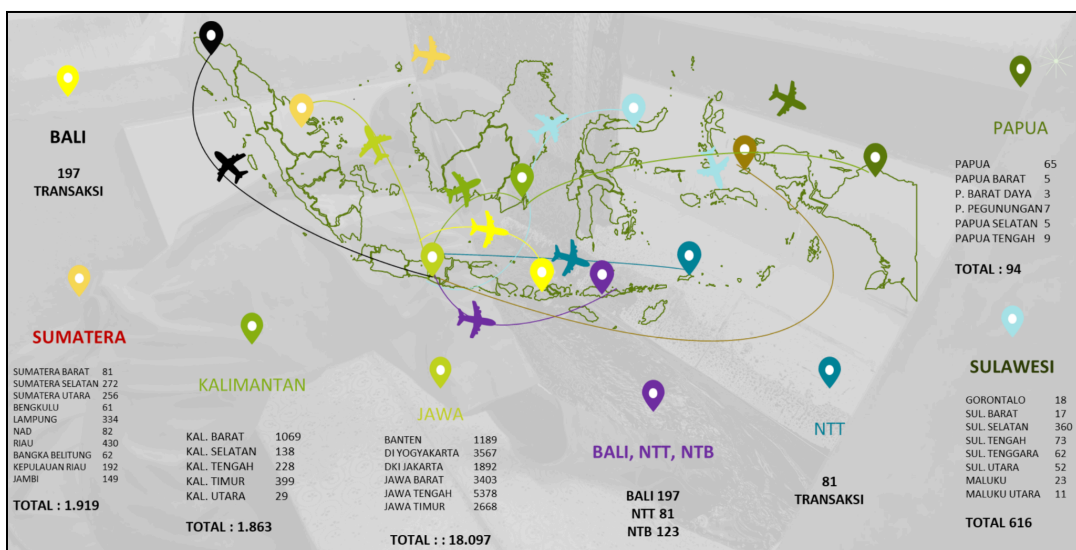 BALI
197
TRANSAKSI
SUMATERA
SUMATERA BARAT 81
SUMATERA SELATAN 272
SUMATERA UTARA 256
BENGKULU 61
LAMPUNG 334
NAD 82
RIAU 430
BANGKA BELITUNG 62
KEPULAUAN RIAU 192
JAMBI 149
TOTAL : 1.919
KALIMANTAN
KAL. BARAT 1069
KAL. SELATAN 138
KAL. TENGAH 228
KAL. TIMUR 399
KAL. UTARA 29
TOTAL : 1.863
JAWA
BANTEN 1189
DI YOGYAKARTA 3567
DKI JAKARTA 1892
JAWA BARAT 3403
JAWA TENGAH 5378
JAWA TIMUR 2668
TOTAL : : 18.097
BALI, NTT, NTB
BALI 197
NTT 81
NTB 123
NTT
81
TRANSAKSI
PAPUA
PAPUA 65
PAPUA BARAT 5
P. BARAT DAYA 3
P. PEGUNUNGAN 7
PAPUA SELATAN 5
PAPUA TENGAH 9
TOTAL : 94
SULAWESI
GORONTALO 18
SUL. BARAT 17
SUL. SELATAN 360
SUL. TENGAH 73
SUL. TENGGARA 62
SUL. UTARA 52
MALUKU 23
MALUKU UTARA 11
TOTAL 616